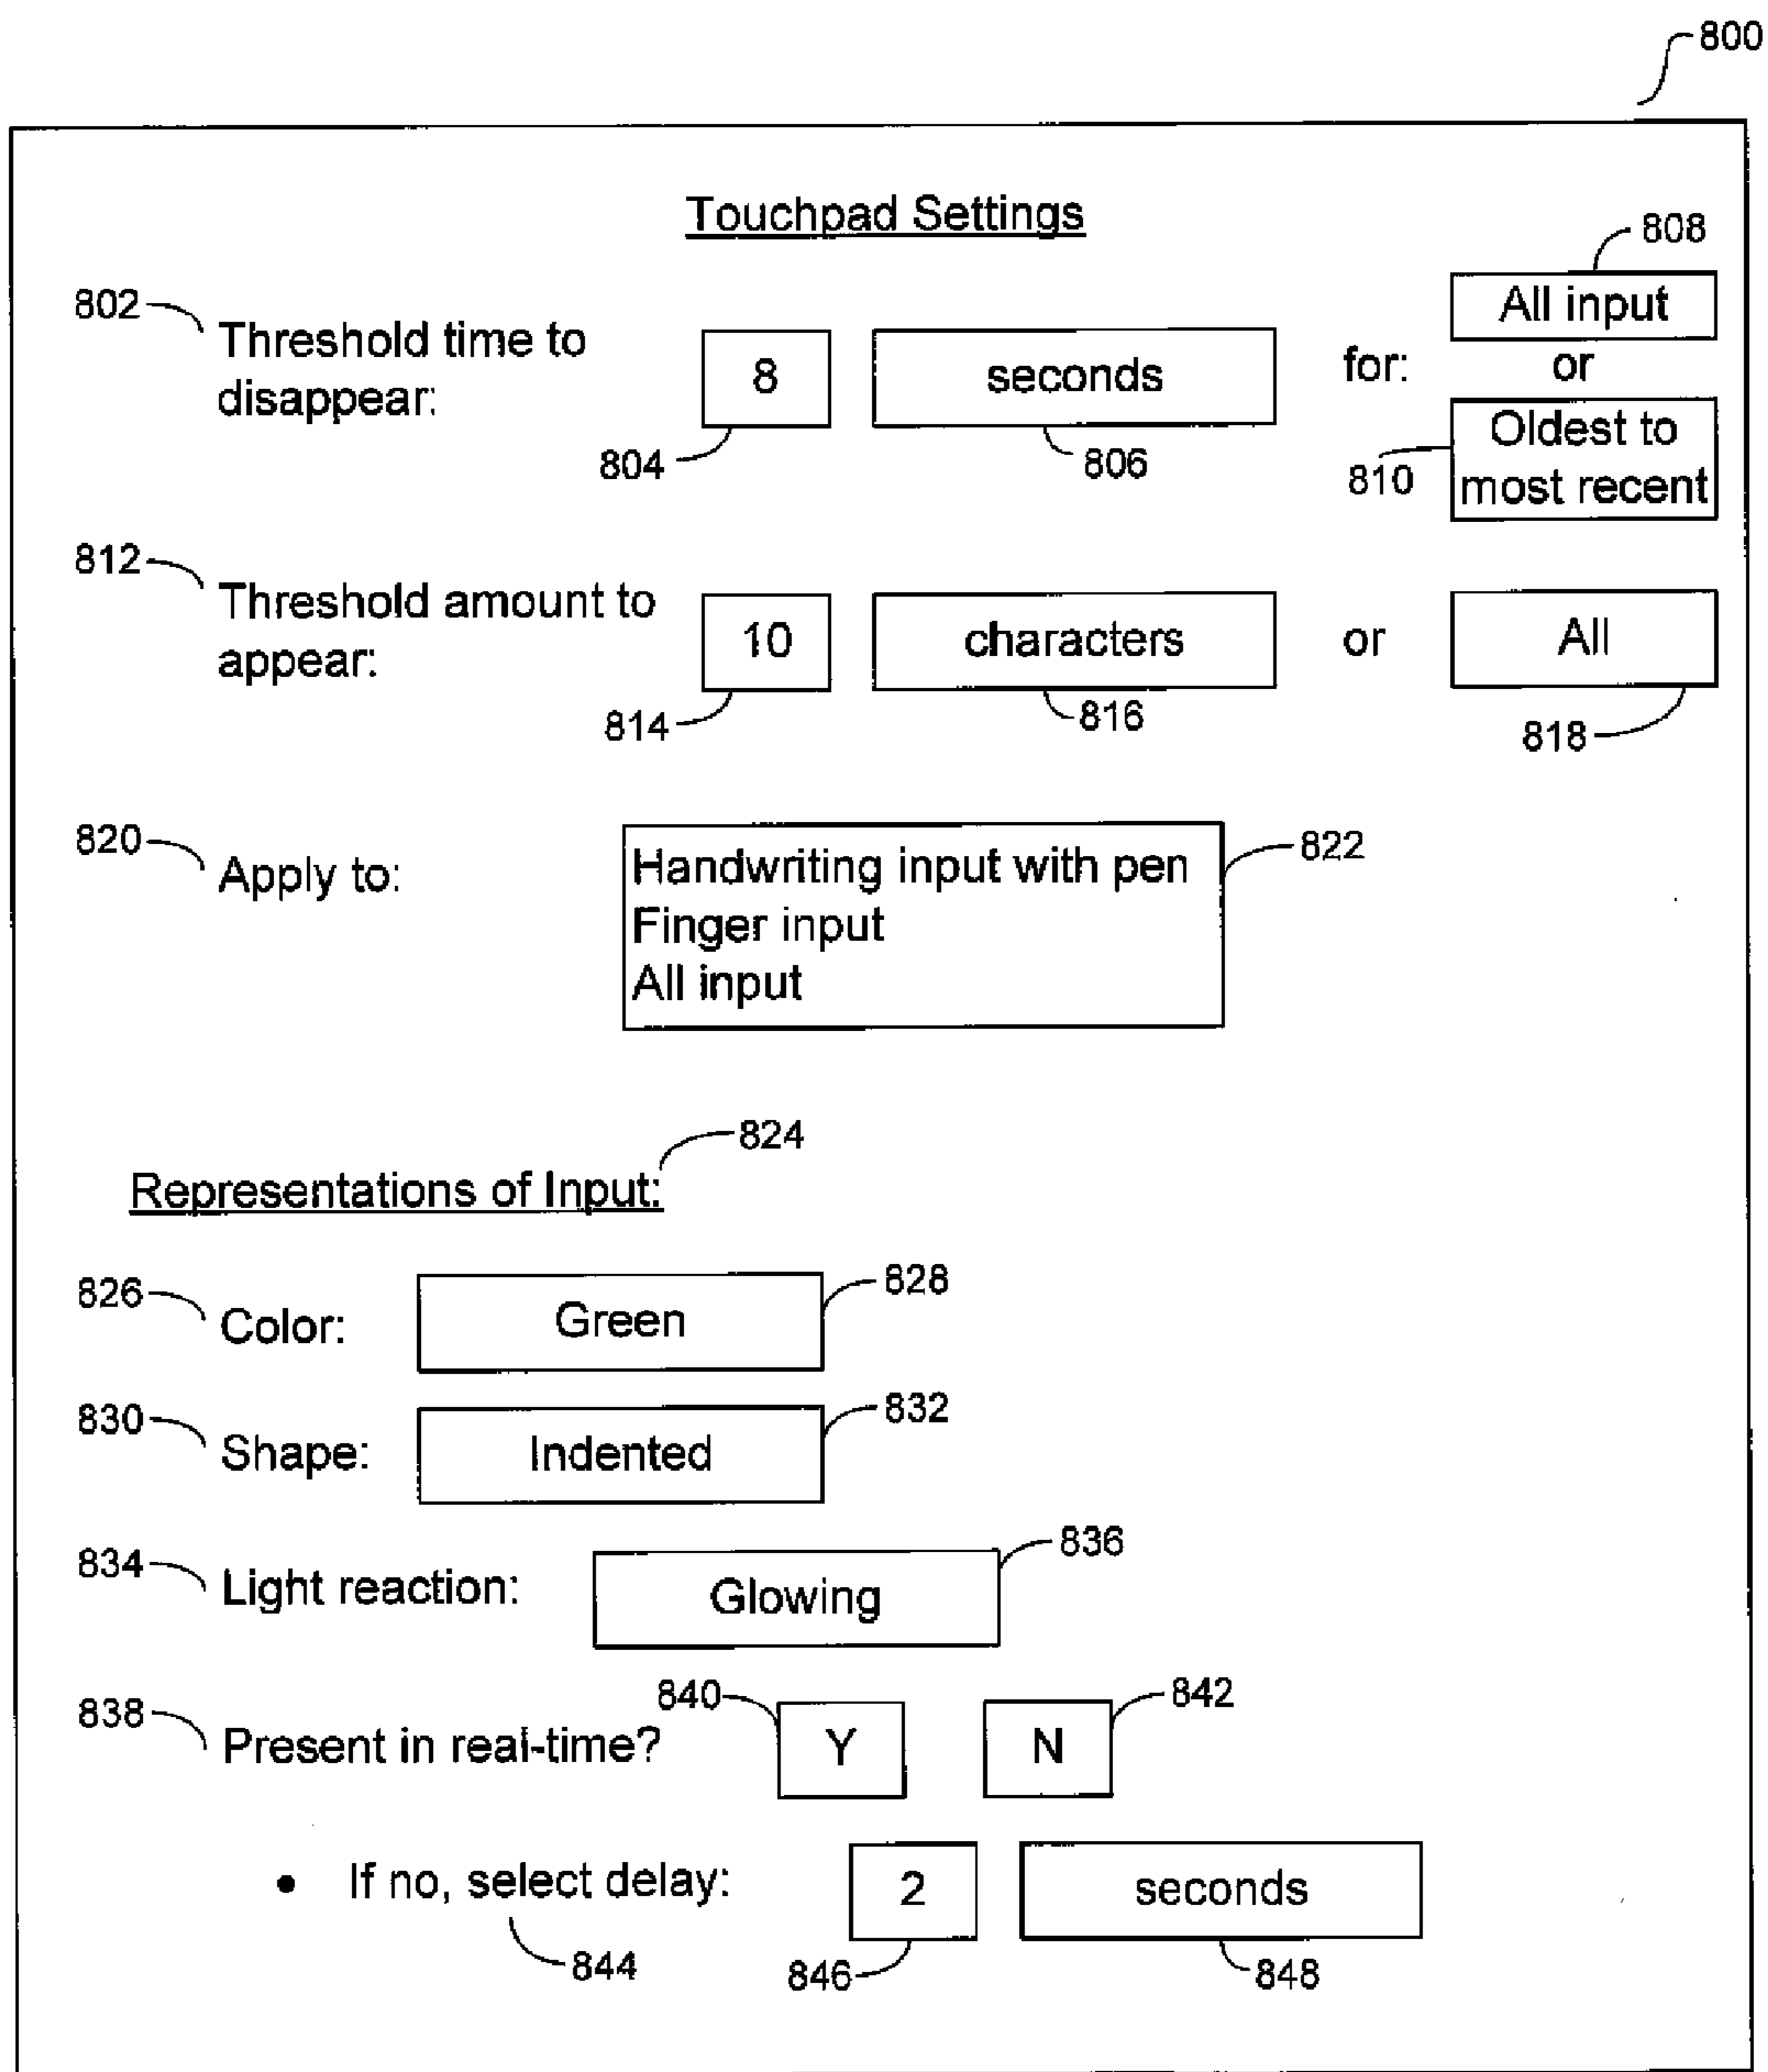 800
Touchpad Settings
808
802
All input
Threshold time to
disappear:
8
seconds
for:
or
Oldest to
most recent
804
806
810
812
Threshold amount to
appear:
10
characters
or
All
814
816
818
820
Apply to:
Handwriting input with pen
Finger input
All input
822
824
Representations of Input:
826
Color:
Green
828
830
Shape:
Indented
832
834
Light reaction:
Glowing
836
838
Present in real-time?
840
Y
N
842
• If no, select delay:
2
seconds
844
846
848